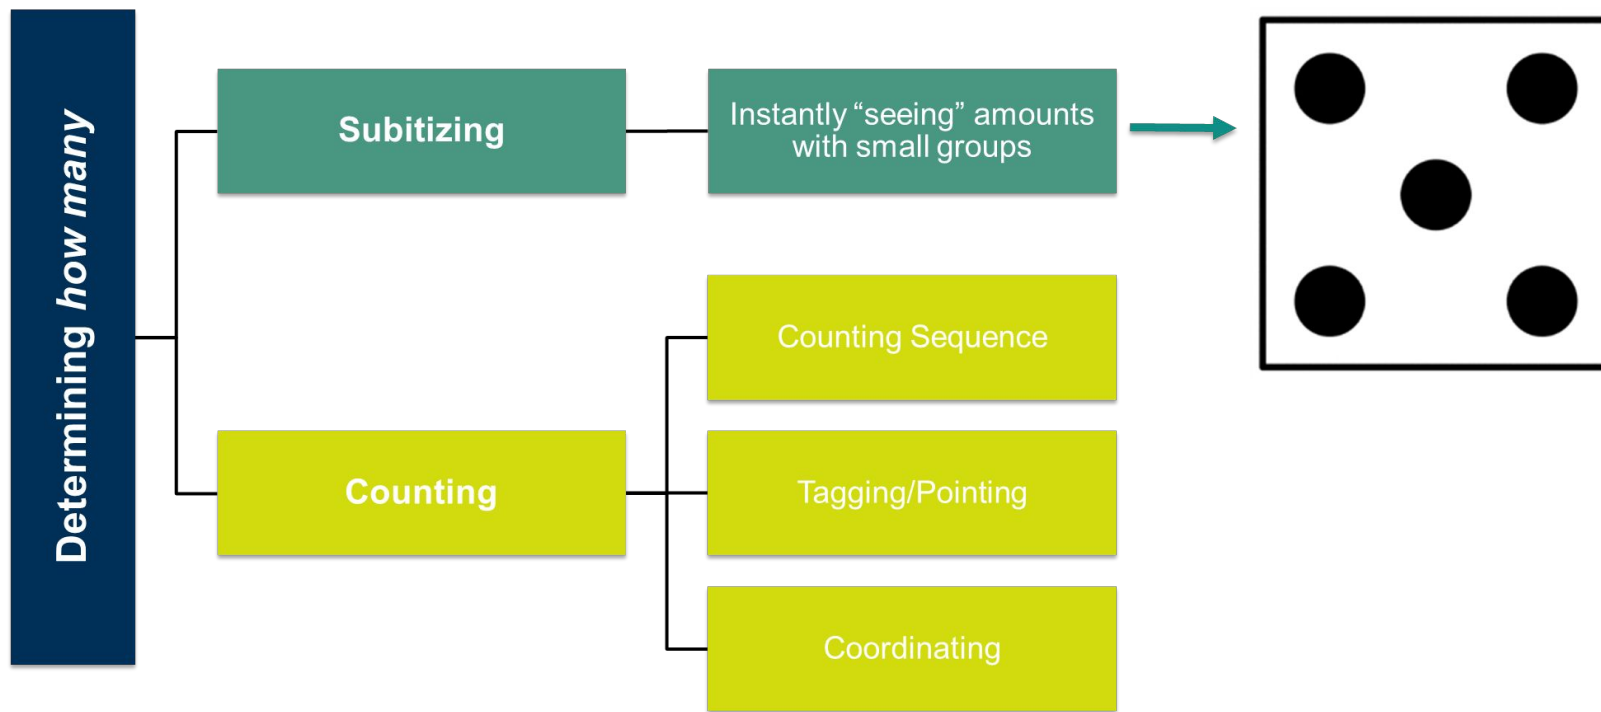 Determining how many
Subitizing
Instantly “seeing” amounts
with small groups
Counting
Counting Sequence
Tagging/Pointing
Coordinating